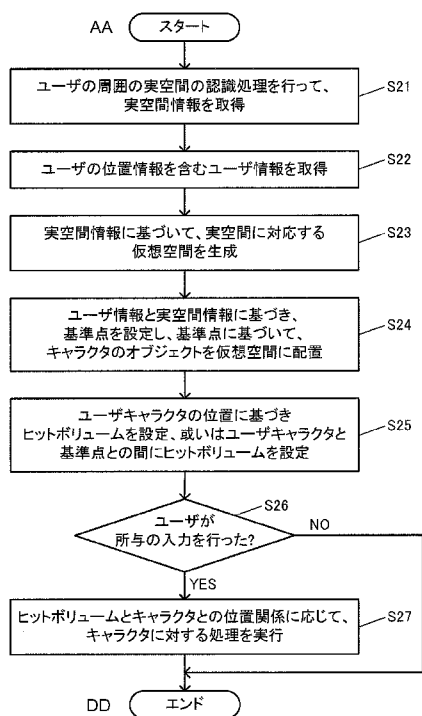 AA
スタート
ユーザの周囲の実空間の認識処理を行って、
実空間情報を取得
S21
ユーザの位置情報を含むユーザ情報を取得
S22
実空間情報に基づいて、実空間に対応する
仮想空間を生成
S23
ユーザ情報と実空間情報に基づき、
基準点を設定し、基準点に基づいて、
キャラクタのオブジェクトを仮想空間に配置
S24
ユーザキャラクタの位置に基づき
ヒットボリュームを設定、或いはユーザキャラクタと
基準点との間にヒットボリュームを設定
S25
S26
ユーザが
所与の入力を行った?
NO
YES
ヒットボリュームとキャラクタとの位置関係に応じて、
キャラクタに対する処理を実行
S27
DD
エンド